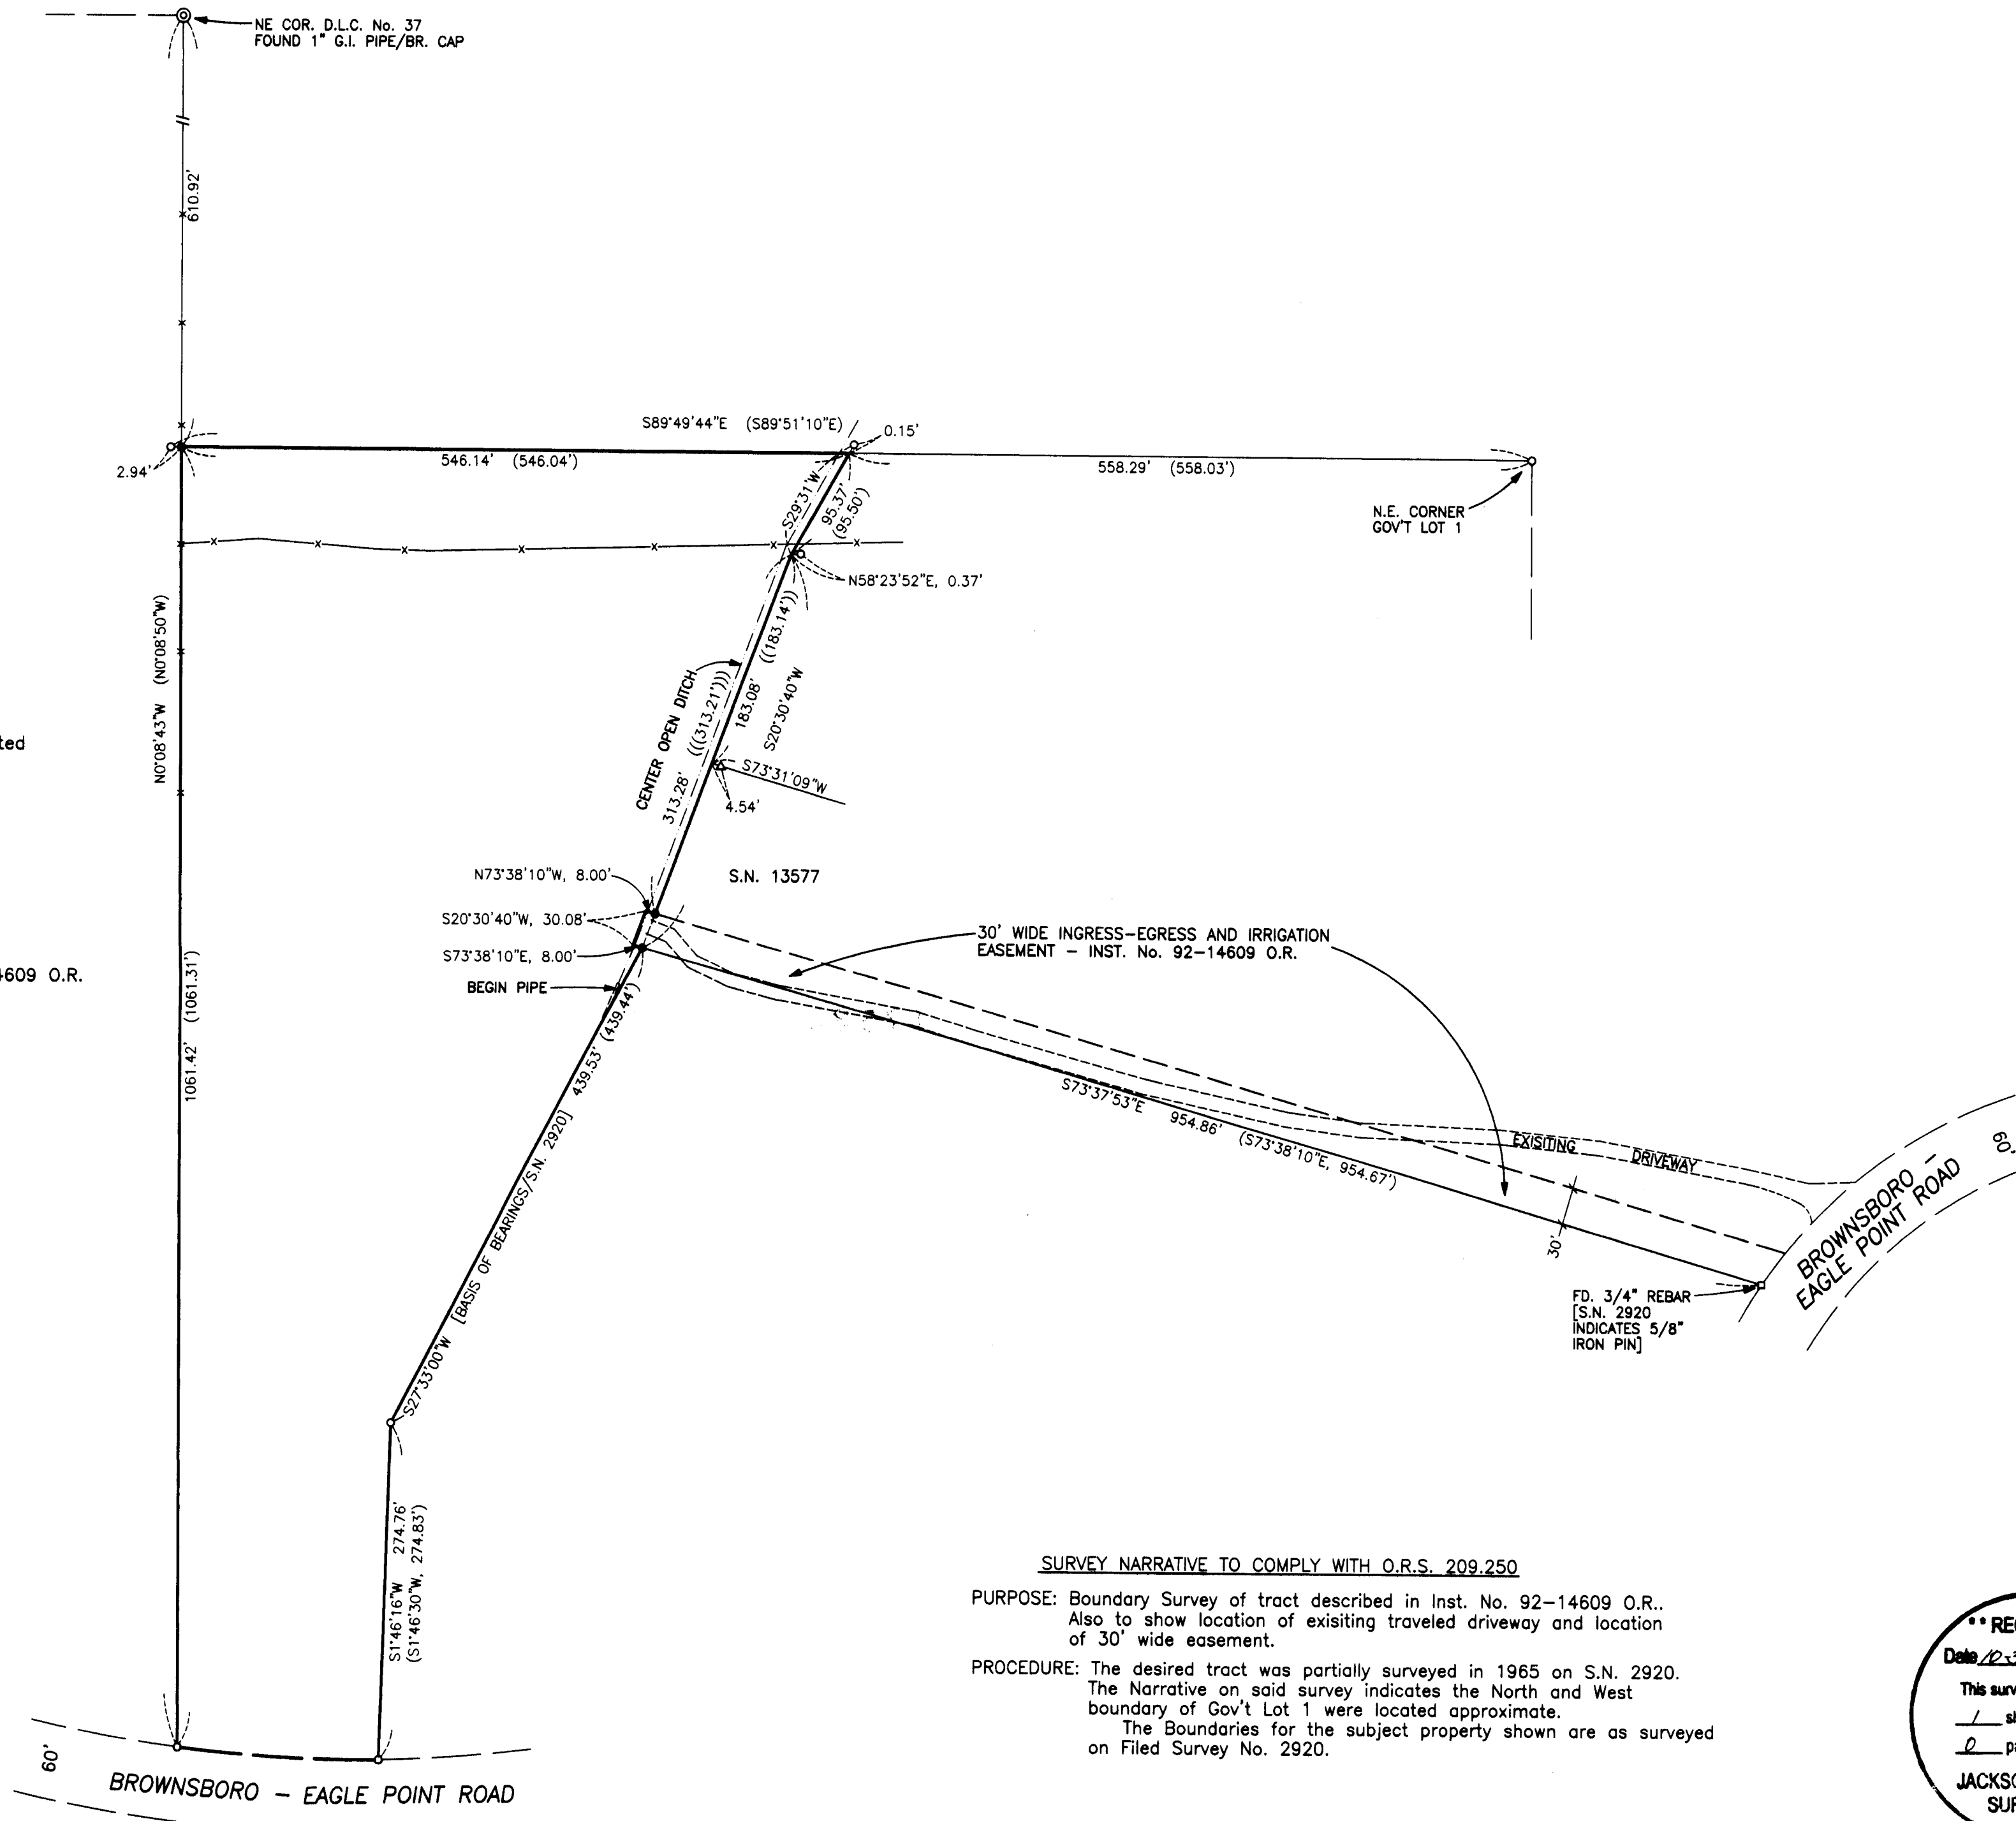 NE COR. D.L.C. No. 37
FOUND 1" G.I. PIPE/BR. CAP
610.92'
S89°49'44"E (S89°51'10"E)
0.15'
2.94'
546.14' (546.04')
558.29' (558.03')
N.E. CORNER
GOV'T LOT 1
S29°31'W
95.37'
(95.50')
N58°23'52"E, 0.37'
N0°08'43"W (N0°08'50"W)
CENTER OPEN DITCH
313.28' (((313.21')))
183.08' ((183.14'))
S20°30'40"W
S73°31'09"W
4.54'
ted
N73°38'10"W, 8.00'
S.N. 13577
S20°30'40"W, 30.08'
S73°38'10"E, 8.00'
30' WIDE INGRESS-EGRESS AND IRRIGATION
EASEMENT - INST. No. 92-14609 O.R.
4609 O.R.
BEGIN PIPE
1061.42' (1061.31')
S27°33'00"W [BASIS OF BEARINGS/S.N. 2920] 439.53' (439.44')
S73°37'53"E 954.86' (S73°38'10"E, 954.67')
EXISITING DRIVEWAY
30'
60'
BROWNSBORO -
EAGLE POINT ROAD
FD. 3/4" REBAR
[S.N. 2920
INDICATES 5/8"
IRON PIN]
S1°46'16"W 274.76'
(S1°46'30"W, 274.83')
60'
BROWNSBORO - EAGLE POINT ROAD
SURVEY NARRATIVE TO COMPLY WITH O.R.S. 209.250
PURPOSE: Boundary Survey of tract described in Inst. No. 92-14609 O.R..
Also to show location of exisiting traveled driveway and location
of 30' wide easement.
PROCEDURE: The desired tract was partially surveyed in 1965 on S.N. 2920.
The Narrative on said survey indicates the North and West
boundary of Gov't Lot 1 were located approximate.
The Boundaries for the subject property shown are as surveyed
on Filed Survey No. 2920.
** RE
Date 10-
This surv
1 s
0 p
JACKS
SU